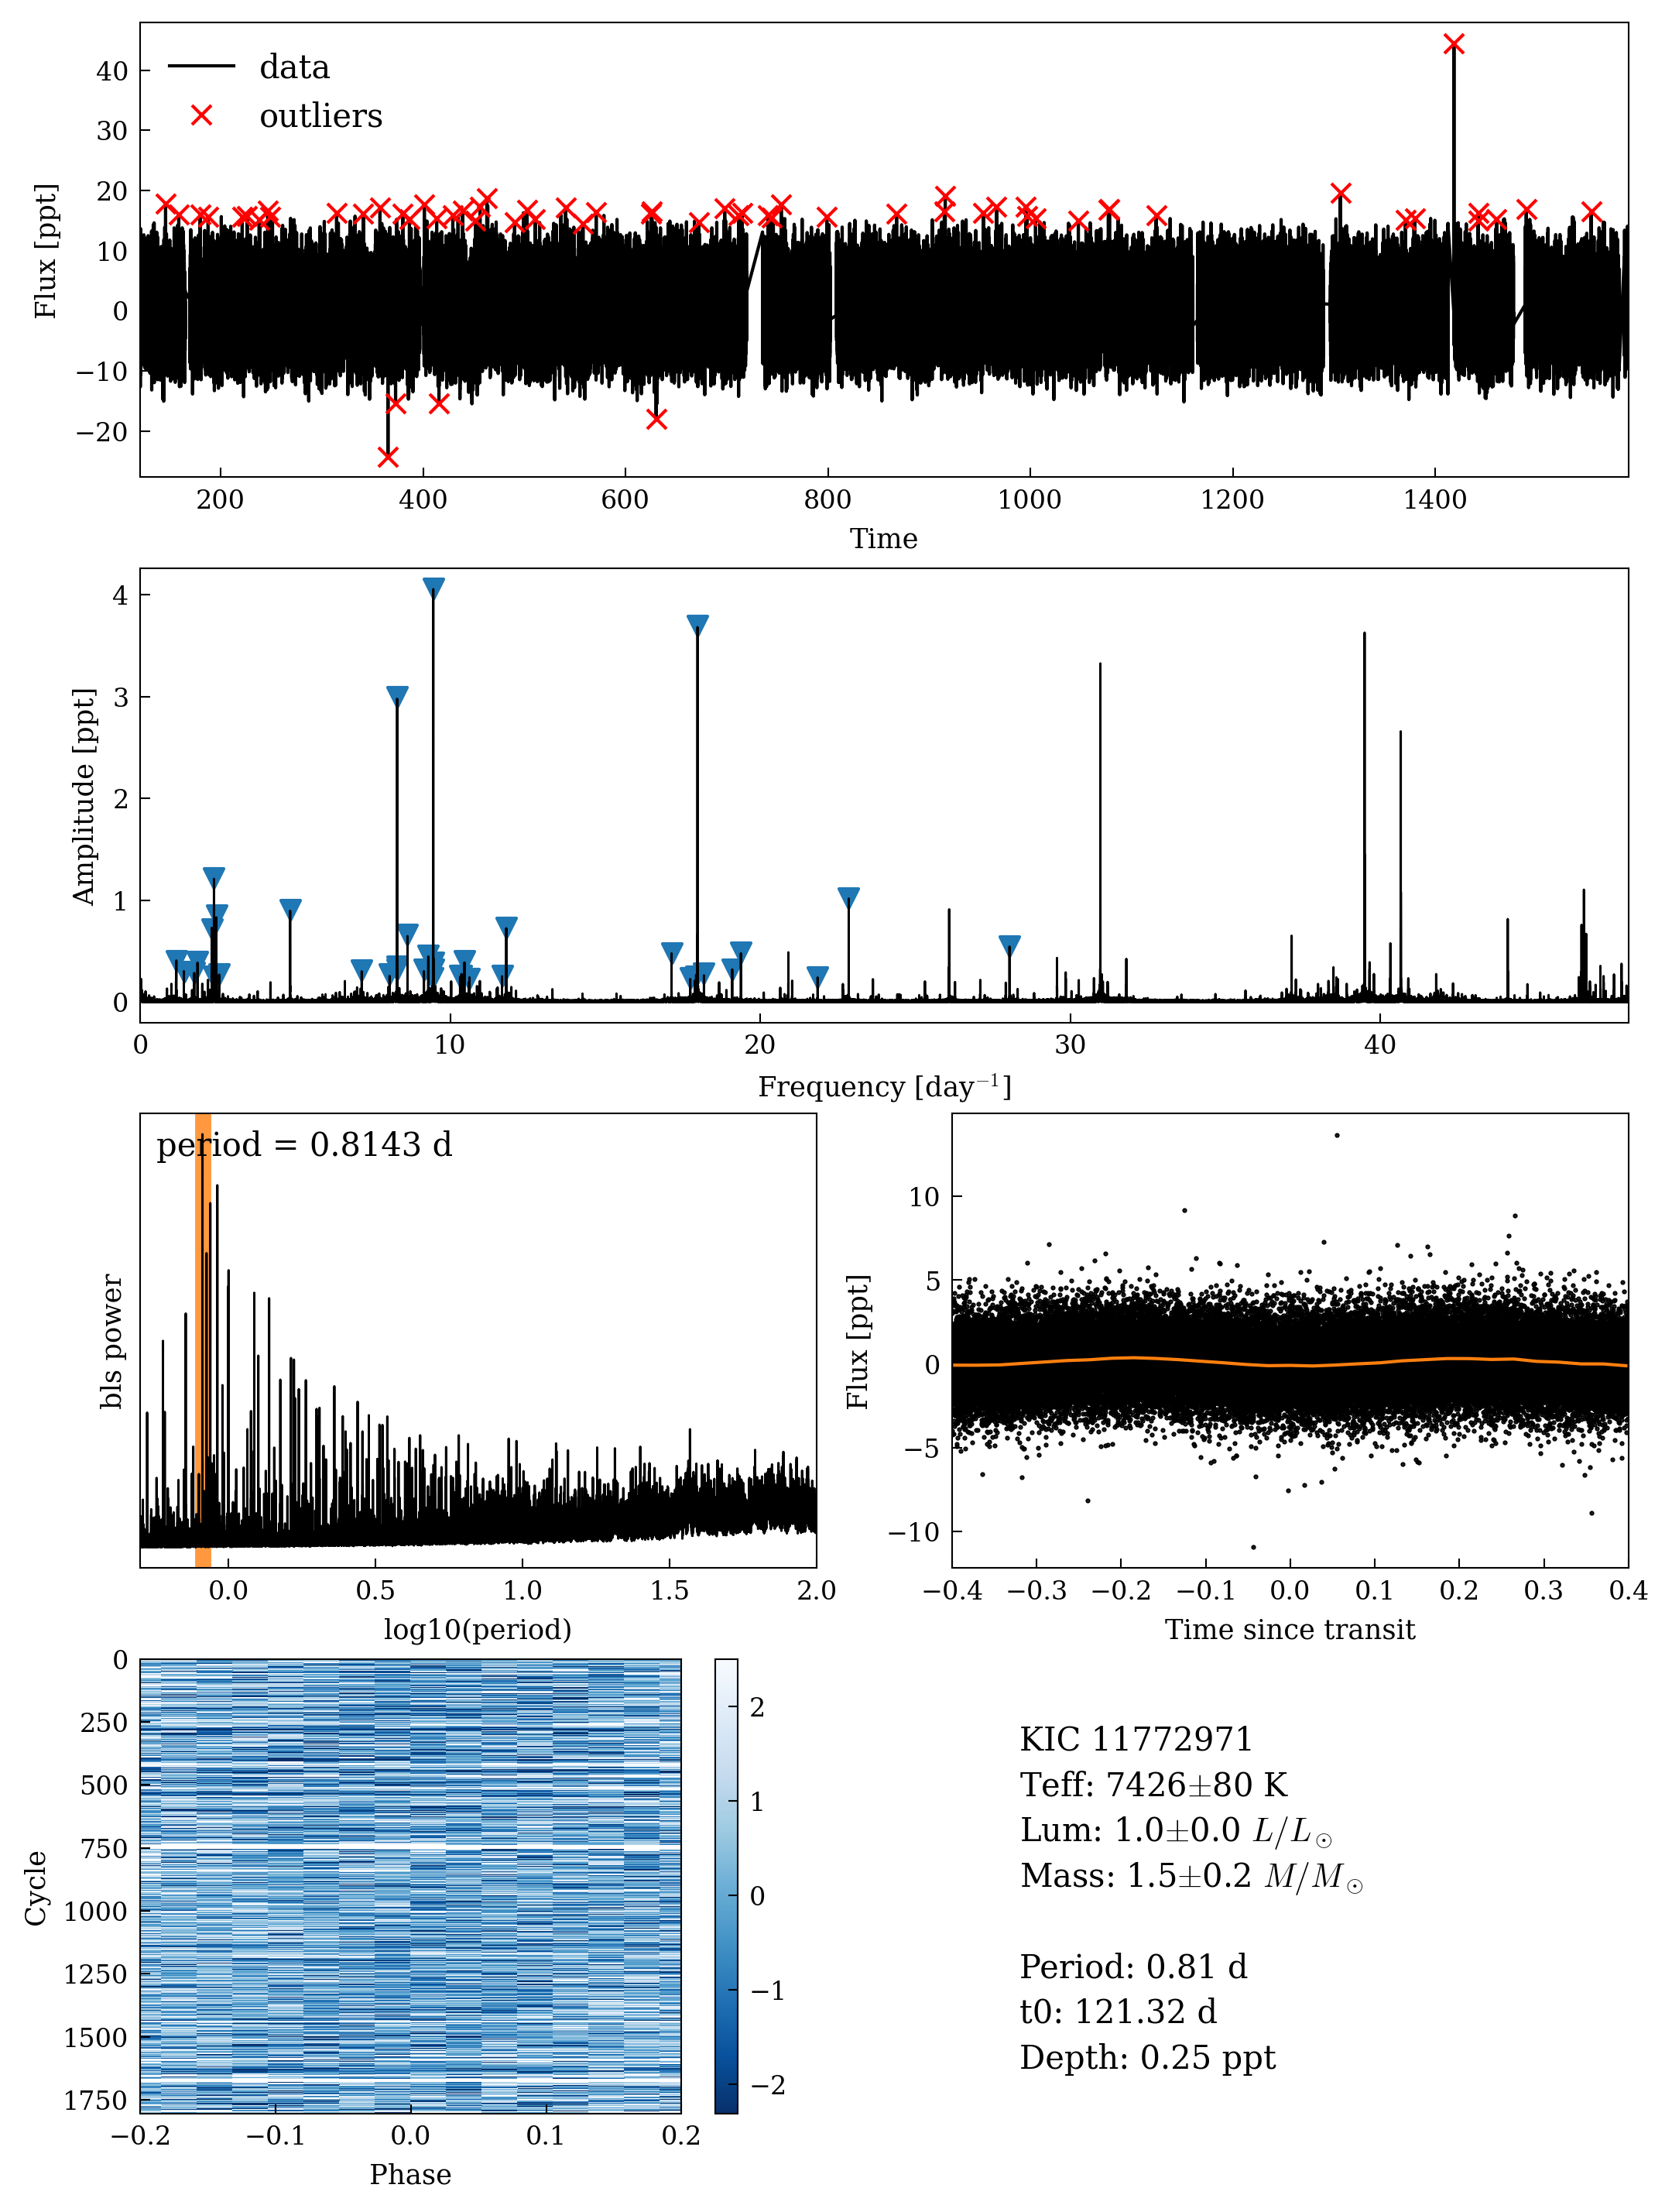 data
outliers
40
30
20
10
0
−10
−20
Flux [ppt]
200 400 600 800 1000 1200 1400
Time
4
3
2
1
0
Amplitude [ppt]
0 10 20 30 40
Frequency [day⁻¹]
period = 0.8143 d
bls power
0.0 0.5 1.0 1.5 2.0
log10(period)
10
5
0
−5
−10
Flux [ppt]
−0.4 −0.3 −0.2 −0.1 0.0 0.1 0.2 0.3 0.4
Time since transit
0
250
500
750
1000
1250
1500
1750
Cycle
−0.2 −0.1 0.0 0.1 0.2
Phase
2
1
0
−1
−2
KIC 11772971
Teff: 7426±80 K
Lum: 1.0±0.0 L/L⊙
Mass: 1.5±0.2 M/M⊙
Period: 0.81 d
t0: 121.32 d
Depth: 0.25 ppt